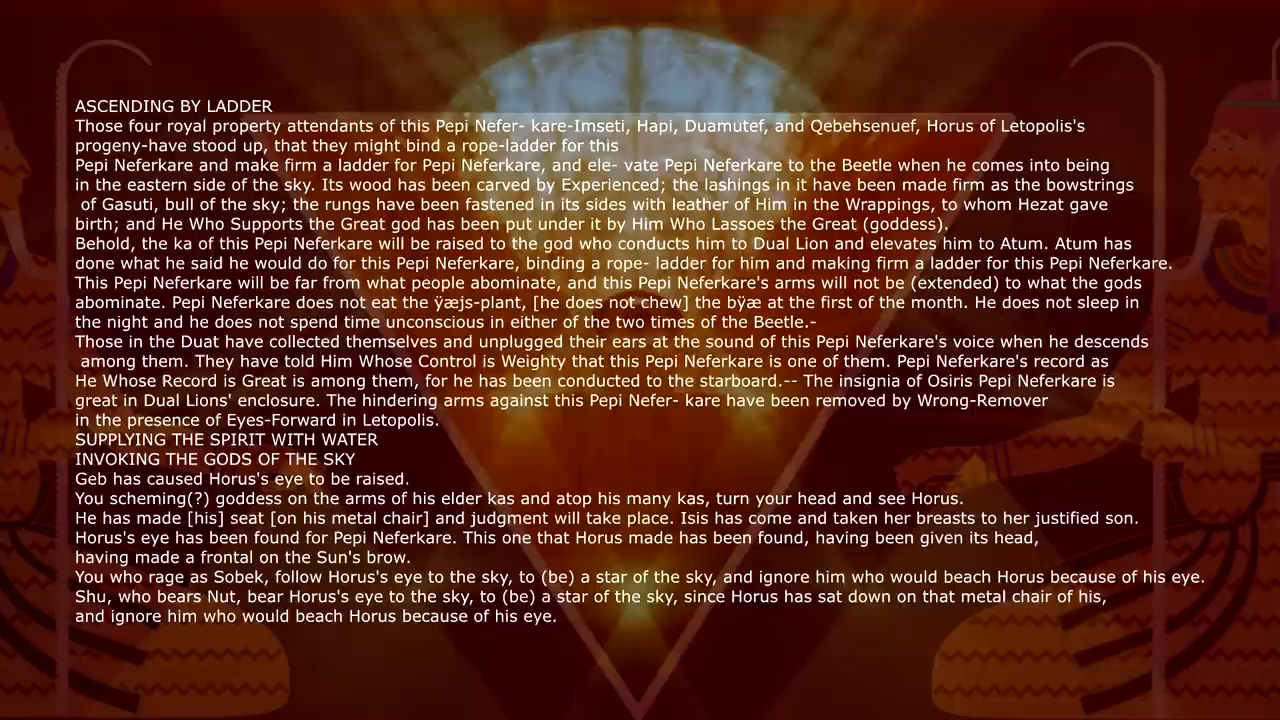 ASCENDING BY LADDER
Those four royal property attendants of this Pepi Nefer- kare-Imseti, Hapi, Duamutef, and Qebehsenuef, Horus of Letopolis's
progeny-have stood up, that they might bind a rope-ladder for this
Pepi Neferkare and make firm a ladder for Pepi Neferkare, and ele- vate Pepi Neferkare to the Beetle when he comes into being
in the eastern side of the sky. Its wood has been carved by Experienced; the lashings in it have been made firm as the bowstrings
of Gasuti, bull of the sky; the rungs have been fastened in its sides with leather of Him in the Wrappings, to whom Hezat gave
birth; and He Who Supports the Great god has been put under it by Him Who Lassoes the Great (goddess).
Behold, the ka of this Pepi Neferkare will be raised to the god who conducts him to Dual Lion and elevates him to Atum. Atum has
done what he said he would do for this Pepi Neferkare, binding a rope- ladder for him and making firm a ladder for this Pepi Neferkare.
This Pepi Neferkare will be far from what people abominate, and this Pepi Neferkare's arms will not be (extended) to what the gods
abominate. Pepi Neferkare does not eat the ÿæjs-plant, [he does not chew] the bÿæ at the first of the month. He does not sleep in
the night and he does not spend time unconscious in either of the two times of the Beetle.-
Those in the Duat have collected themselves and unplugged their ears at the sound of this Pepi Neferkare's voice when he descends
among them. They have told Him Whose Control is Weighty that this Pepi Neferkare is one of them. Pepi Neferkare's record as
He Whose Record is Great is among them, for he has been conducted to the starboard.-- The insignia of Osiris Pepi Neferkare is
great in Dual Lions' enclosure. The hindering arms against this Pepi Nefer- kare have been removed by Wrong-Remover
in the presence of Eyes-Forward in Letopolis.
SUPPLYING THE SPIRIT WITH WATER
INVOKING THE GODS OF THE SKY
Geb has caused Horus's eye to be raised.
You scheming(?) goddess on the arms of his elder kas and atop his many kas, turn your head and see Horus.
He has made [his] seat [on his metal chair] and judgment will take place. Isis has come and taken her breasts to her justified son.
Horus's eye has been found for Pepi Neferkare. This one that Horus made has been found, having been given its head,
having made a frontal on the Sun's brow.
You who rage as Sobek, follow Horus's eye to the sky, to (be) a star of the sky, and ignore him who would beach Horus because of his eye.
Shu, who bears Nut, bear Horus's eye to the sky, to (be) a star of the sky, since Horus has sat down on that metal chair of his,
and ignore him who would beach Horus because of his eye.